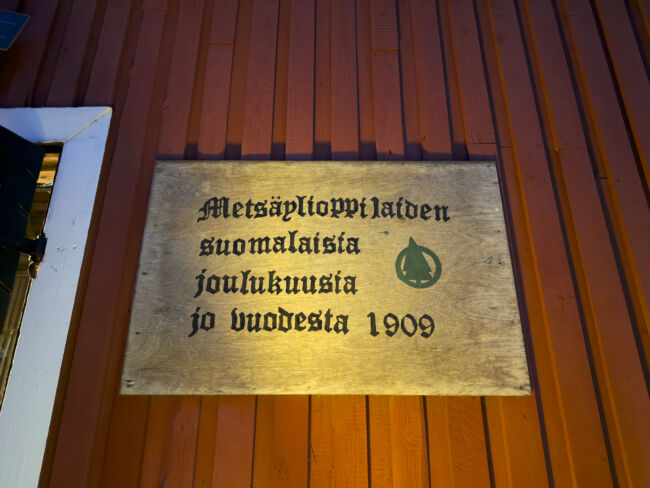 Metsäylioppilaiden
suomalaisia
joulukuusia
jo vuodesta 1909